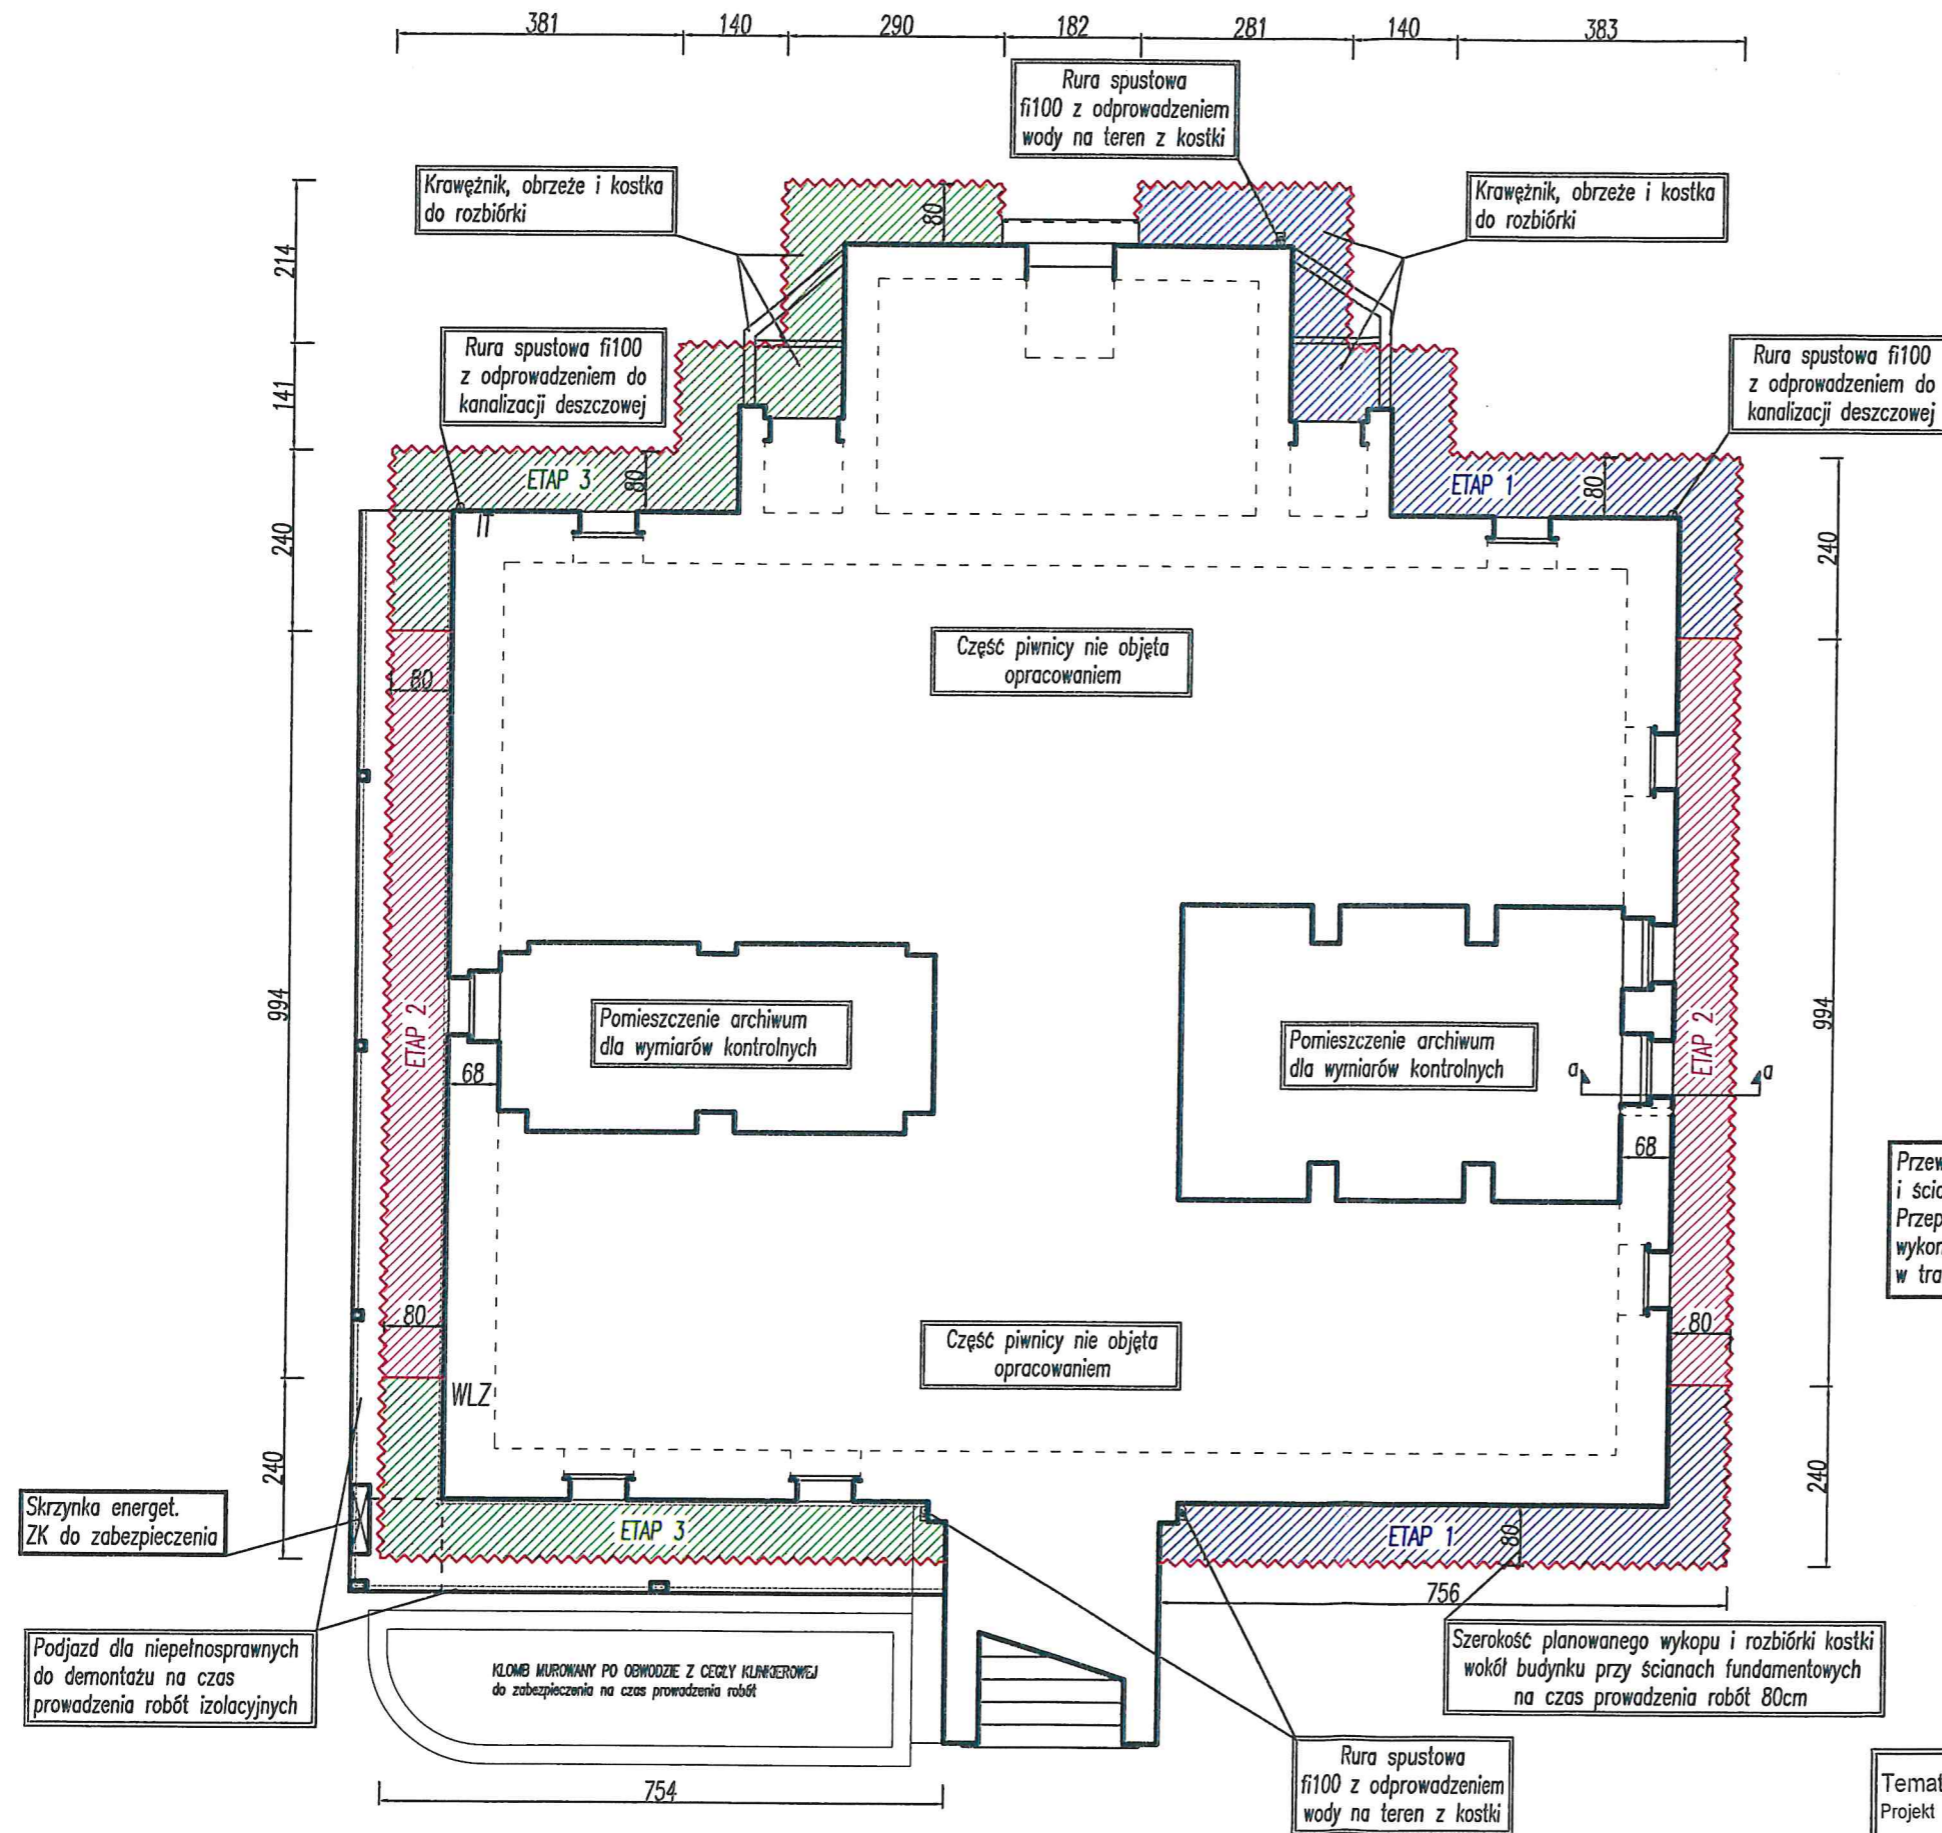 381 140 290 182 281 140 383
Rura spustowa
fi100 z odprowadzeniem
wody na teren z kostki
Krawężnik, obrzeże i kostka
do rozbiórki
Krawężnik, obrzeże i kostka
do rozbiórki
80
214
Rura spustowa fi100
z odprowadzeniem do
kanalizacji deszczowej
Rura spustowa fi100
z odprowadzeniem do
kanalizacji deszczowej
141
ETAP 3
80
ETAP 1
80
240
240
Część piwnicy nie objęta
opracowaniem
80
994
ETAP 2
Pomieszczenie archiwum
dla wymiarów kontrolnych
68
Pomieszczenie archiwum
dla wymiarów kontrolnych
a a
ETAP 2
994
68
80
80
Część piwnicy nie objęta
opracowaniem
WLZ
240
240
Skrzynka energet.
ZK do zabezpieczenia
ETAP 3
ETAP 1
80
756
Podjazd dla niepełnosprawnych
do demontażu na czas
prowadzenia robót izolacyjnych
KLOMB MUROWANY PO OBWODZIE Z CEGŁY KLINKIEROWEJ
do zabezpieczenia na czas prowadzenia robót
Szerokość planowanego wykopu i rozbiórki kostki
wokół budynku przy ścianach fundamentowych
na czas prowadzenia robót 80cm
754
Rura spustowa
fi100 z odprowadzeniem
wody na teren z kostki
Przew
i ścia
Przep
wykon
w tra
Temat
Projekt